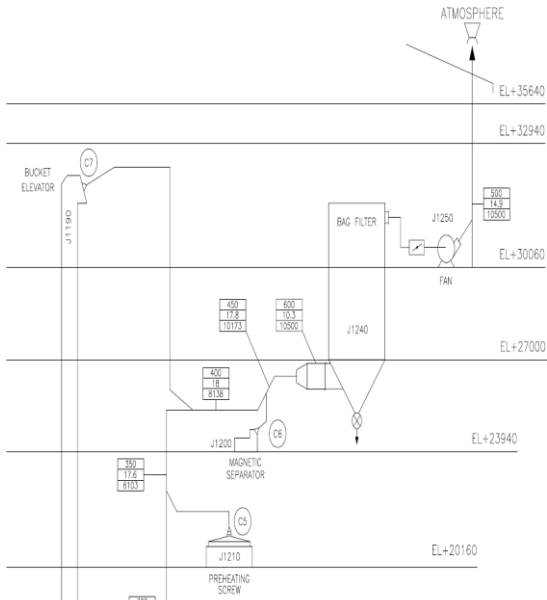 ATMOSPHERE
EL+35640
EL+32940
C7
BUCKET
ELEVATOR
J1190
500
14.9
10500
BAG FILTER
J1250
EL+30060
FAN
450
17.8
10173
600
10.3
10500
J1240
EL+27000
400
18
8138
C6
J1200
EL+23940
MAGNETIC
SEPARATOR
350
17.6
6103
C5
J1210
EL+20160
PREHEATING
SCREW